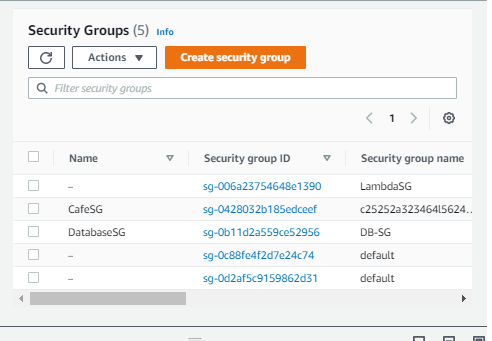 Security Groups (5) Info
Actions
Create security group
Filter security groups
1
Name Security group ID Security group name
– sg-006a23754648e1390 LambdaSG
CafeSG sg-0428032b185edceef c25252a323464l5624...
DatabaseSG sg-0b11d2a559ce52956 DB-SG
– sg-0c88fe4f2d7e24c74 default
– sg-0d2af5c9159862d31 default